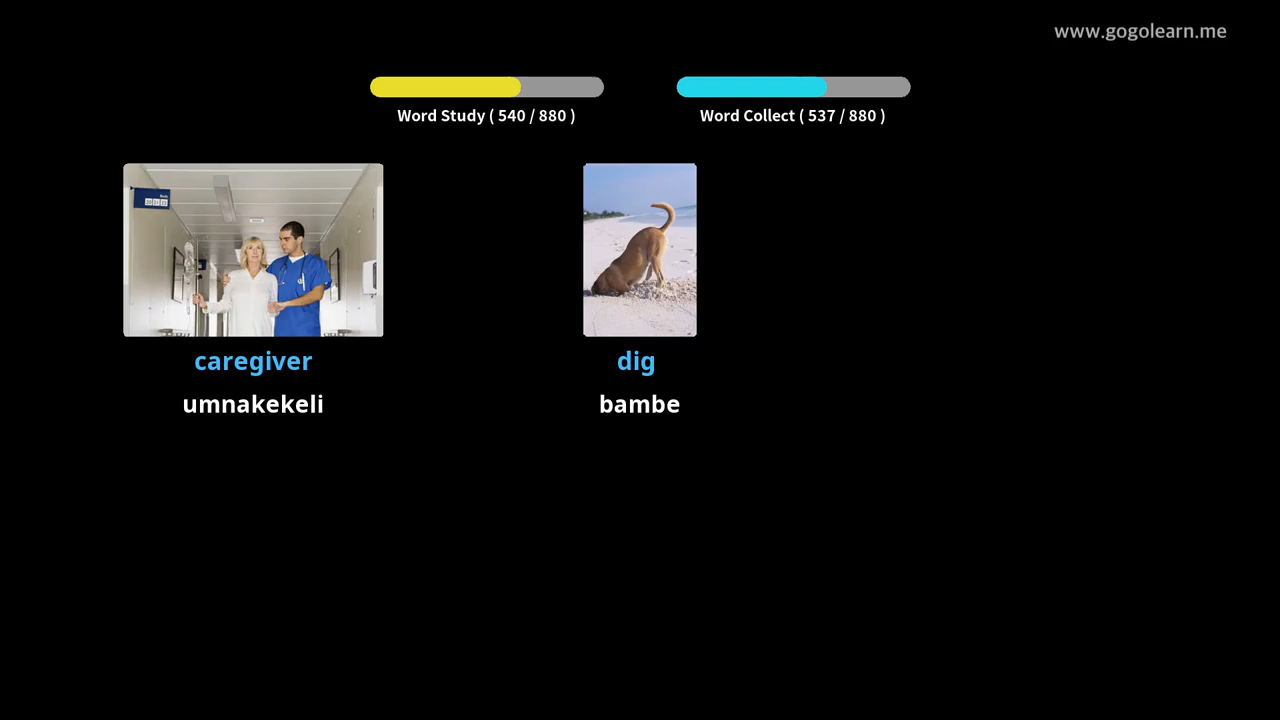 www.gogolearn.me
Word Study ( 540 / 880 )
Word Collect ( 537 / 880 )
caregiver
dig
umnakekeli
bambe